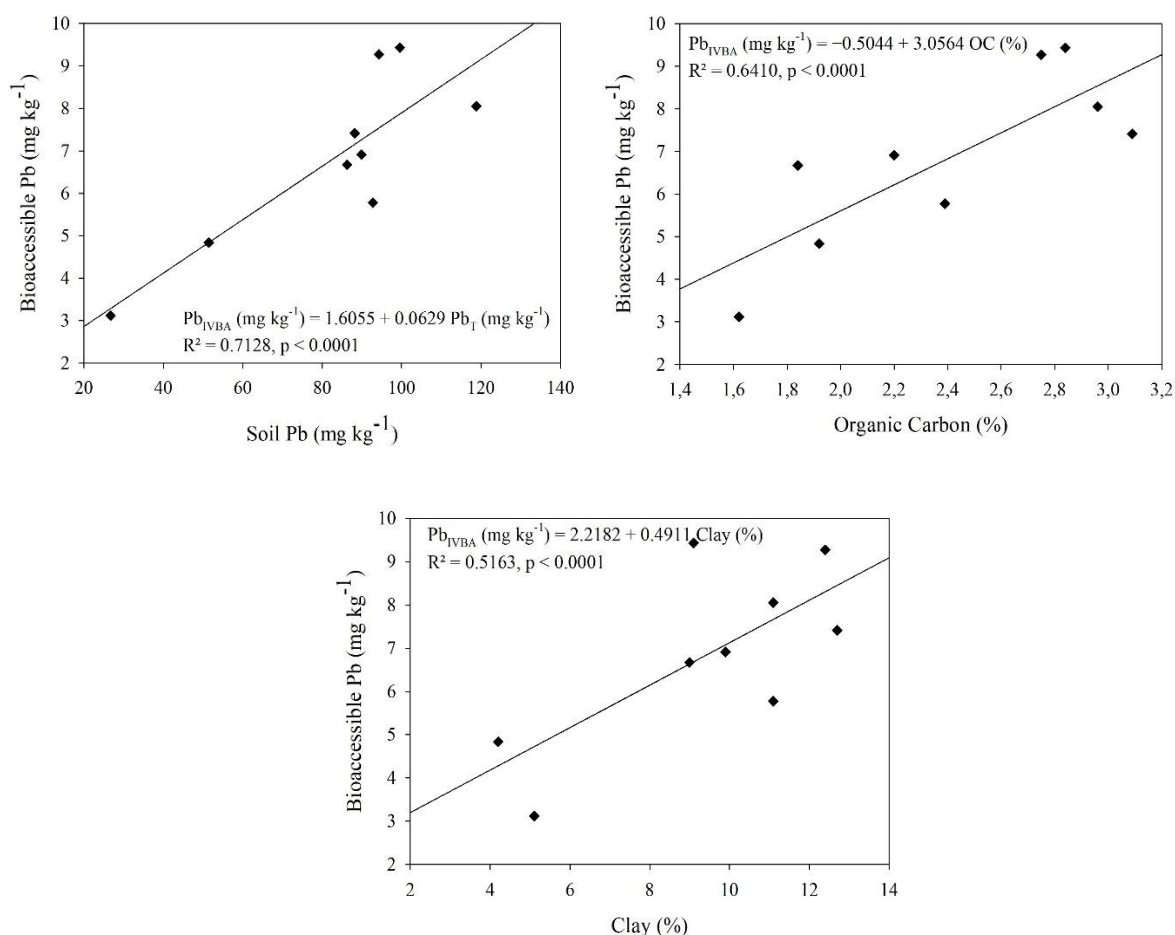 10
9
8
7
6
5
4
3
2
Bioaccessible Pb (mg kg⁻¹)
Pb_IVBA (mg kg⁻¹) = 1.6055 + 0.0629 Pb_T (mg kg⁻¹)
R² = 0.7128, p < 0.0001
20 40 60 80 100 120 140
Soil Pb (mg kg⁻¹)
10
9
8
7
6
5
4
3
2
Bioaccessible Pb (mg kg⁻¹)
Pb_IVBA (mg kg⁻¹) = −0.5044 + 3.0564 OC (%)
R² = 0.6410, p < 0.0001
1,4 1,6 1,8 2,0 2,2 2,4 2,6 2,8 3,0 3,2
Organic Carbon (%)
10
9
8
7
6
5
4
3
2
Bioaccessible Pb (mg kg⁻¹)
Pb_IVBA (mg kg⁻¹) = 2.2182 + 0.4911 Clay (%)
R² = 0.5163, p < 0.0001
2 4 6 8 10 12 14
Clay (%)